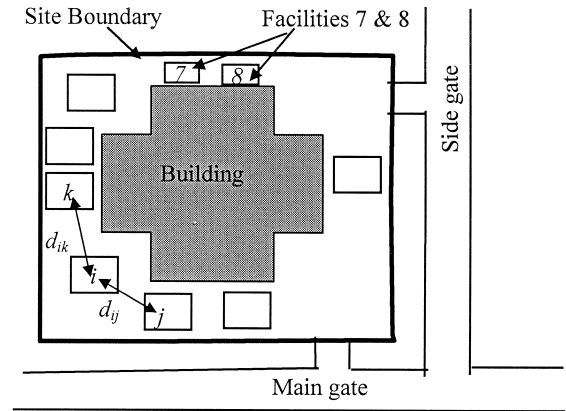 Site Boundary
Facilities 7 & 8
7
8
Side gate
Building
k
d_ik
i
d_ij
j
Main gate